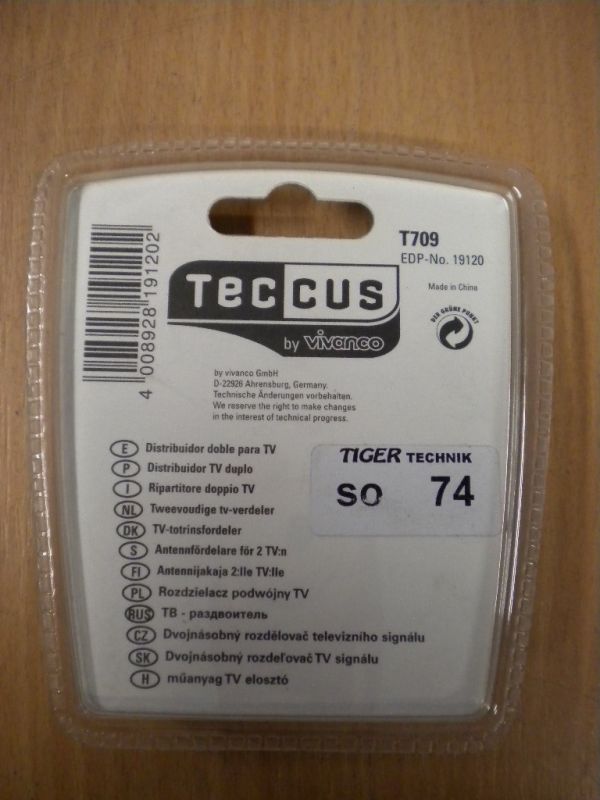 T709
EDP-No. 19120
Made in China
DER GRÜNE PUNKT
4 008928 191202
TECCUS
by vivanco
by vivanco GmbH
D-22926 Ahrensburg, Germany.
Technische Änderungen vorbehalten.
We reserve the right to make changes
in the interest of technical progress.
TIGER TECHNIK
SO 74
E Distribuidor doble para TV
P Distribuidor TV duplo
I Ripartitore doppio TV
NL Tweevoudige tv-verdeler
DK TV-totrinsfordeler
S Antennfördelare för 2 TV:n
FI Antennijakaja 2:lle TV:lle
PL Rozdzielacz podwójny TV
RUS ТВ - раздвоитель
CZ Dvojnásobný rozdělovač televizního signálu
SK Dvojnásobný rozdeľovač TV signálu
H műanyag TV elosztó